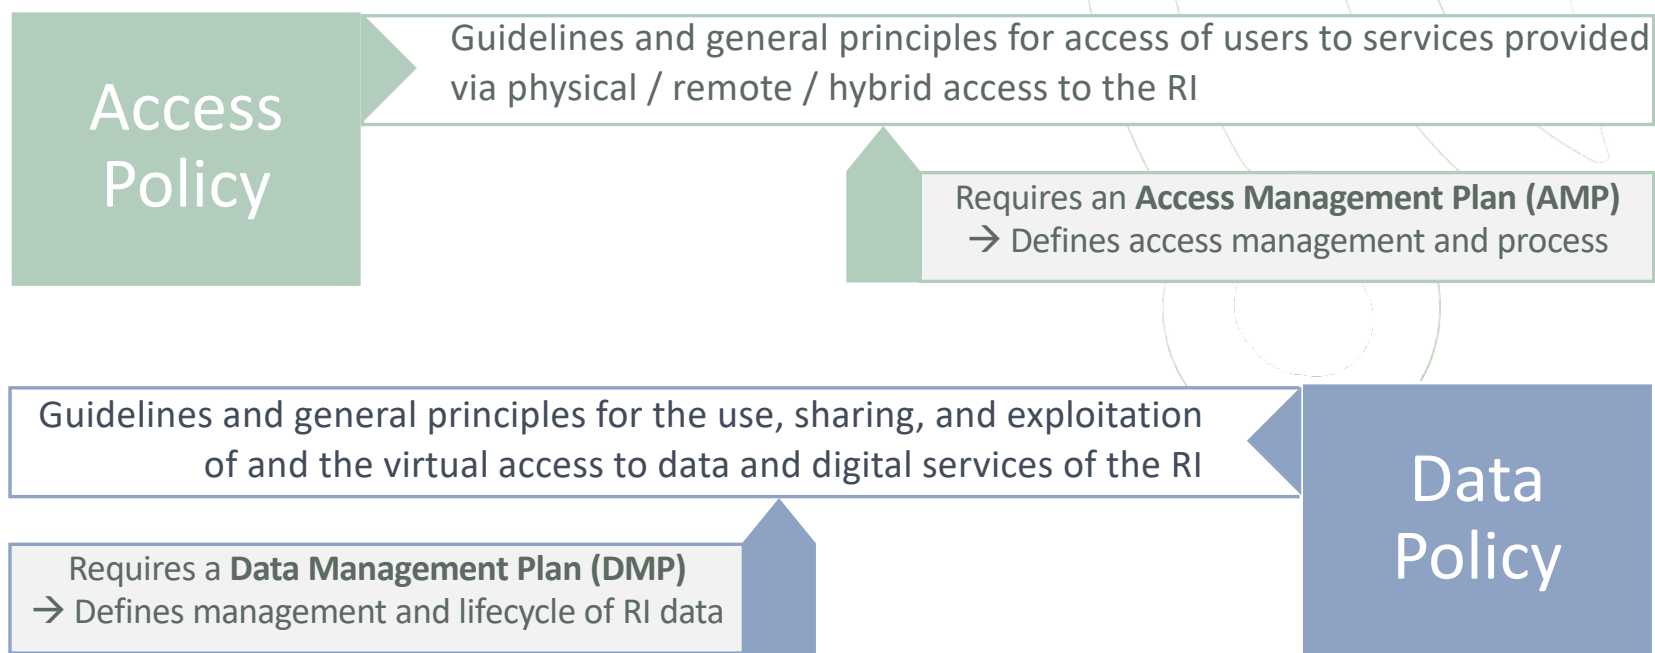 Access
Policy
Guidelines and general principles for access of users to services provided
via physical / remote / hybrid access to the RI
Requires an Access Management Plan (AMP)
→ Defines access management and process
Guidelines and general principles for the use, sharing, and exploitation
of and the virtual access to data and digital services of the RI
Data
Policy
Requires a Data Management Plan (DMP)
→ Defines management and lifecycle of RI data